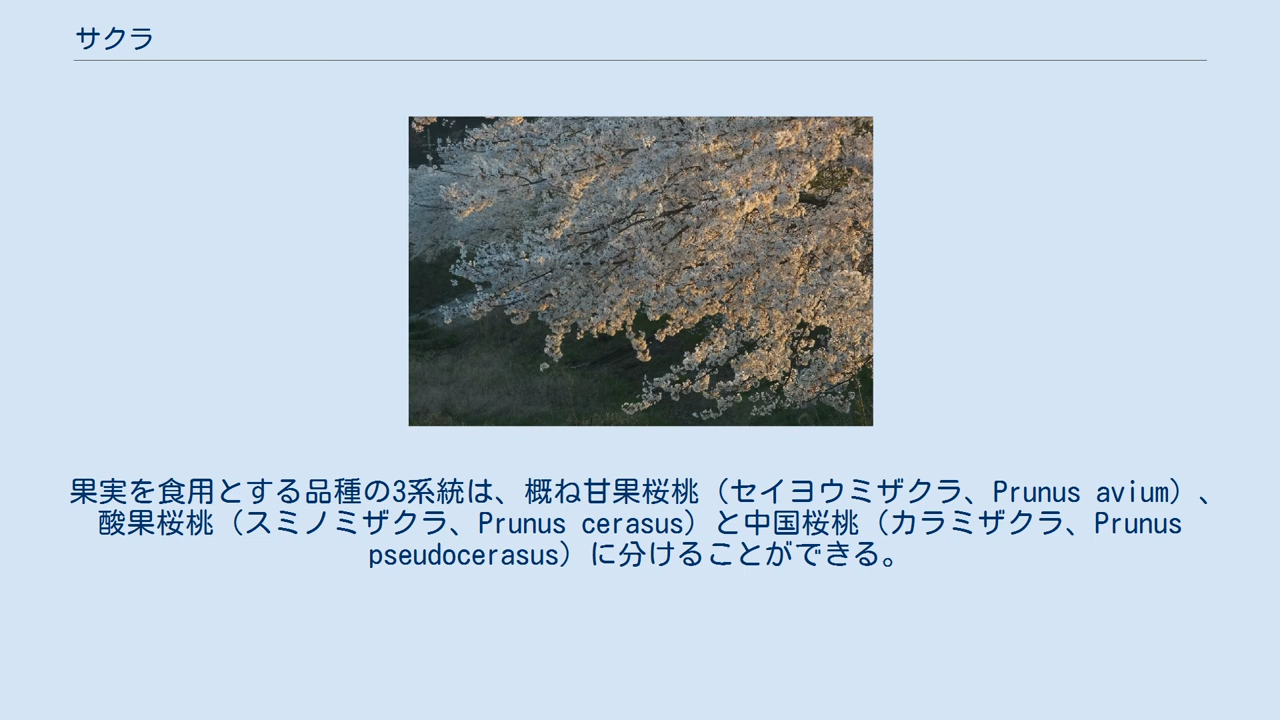 サクラ
果実を食用とする品種の3系統は、概ね甘果桜桃（セイヨウミザクラ、Prunus avium）、
酸果桜桃（スミノミザクラ、Prunus cerasus）と中国桜桃（カラミザクラ、Prunus
pseudocerasus）に分けることができる。